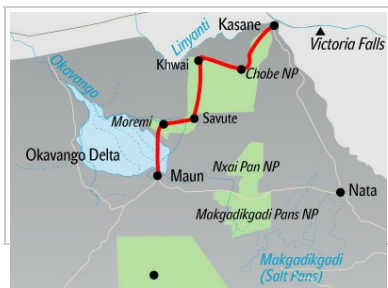 Kasane
Linyanti
Victoria Falls
Khwai
Chobe NP
Okavango
Moremi
Savute
Okavango Delta
Nxai Pan NP
Maun
Nata
Makgadikgadi Pans NP
Makgadikgadi
(Salt Pans)